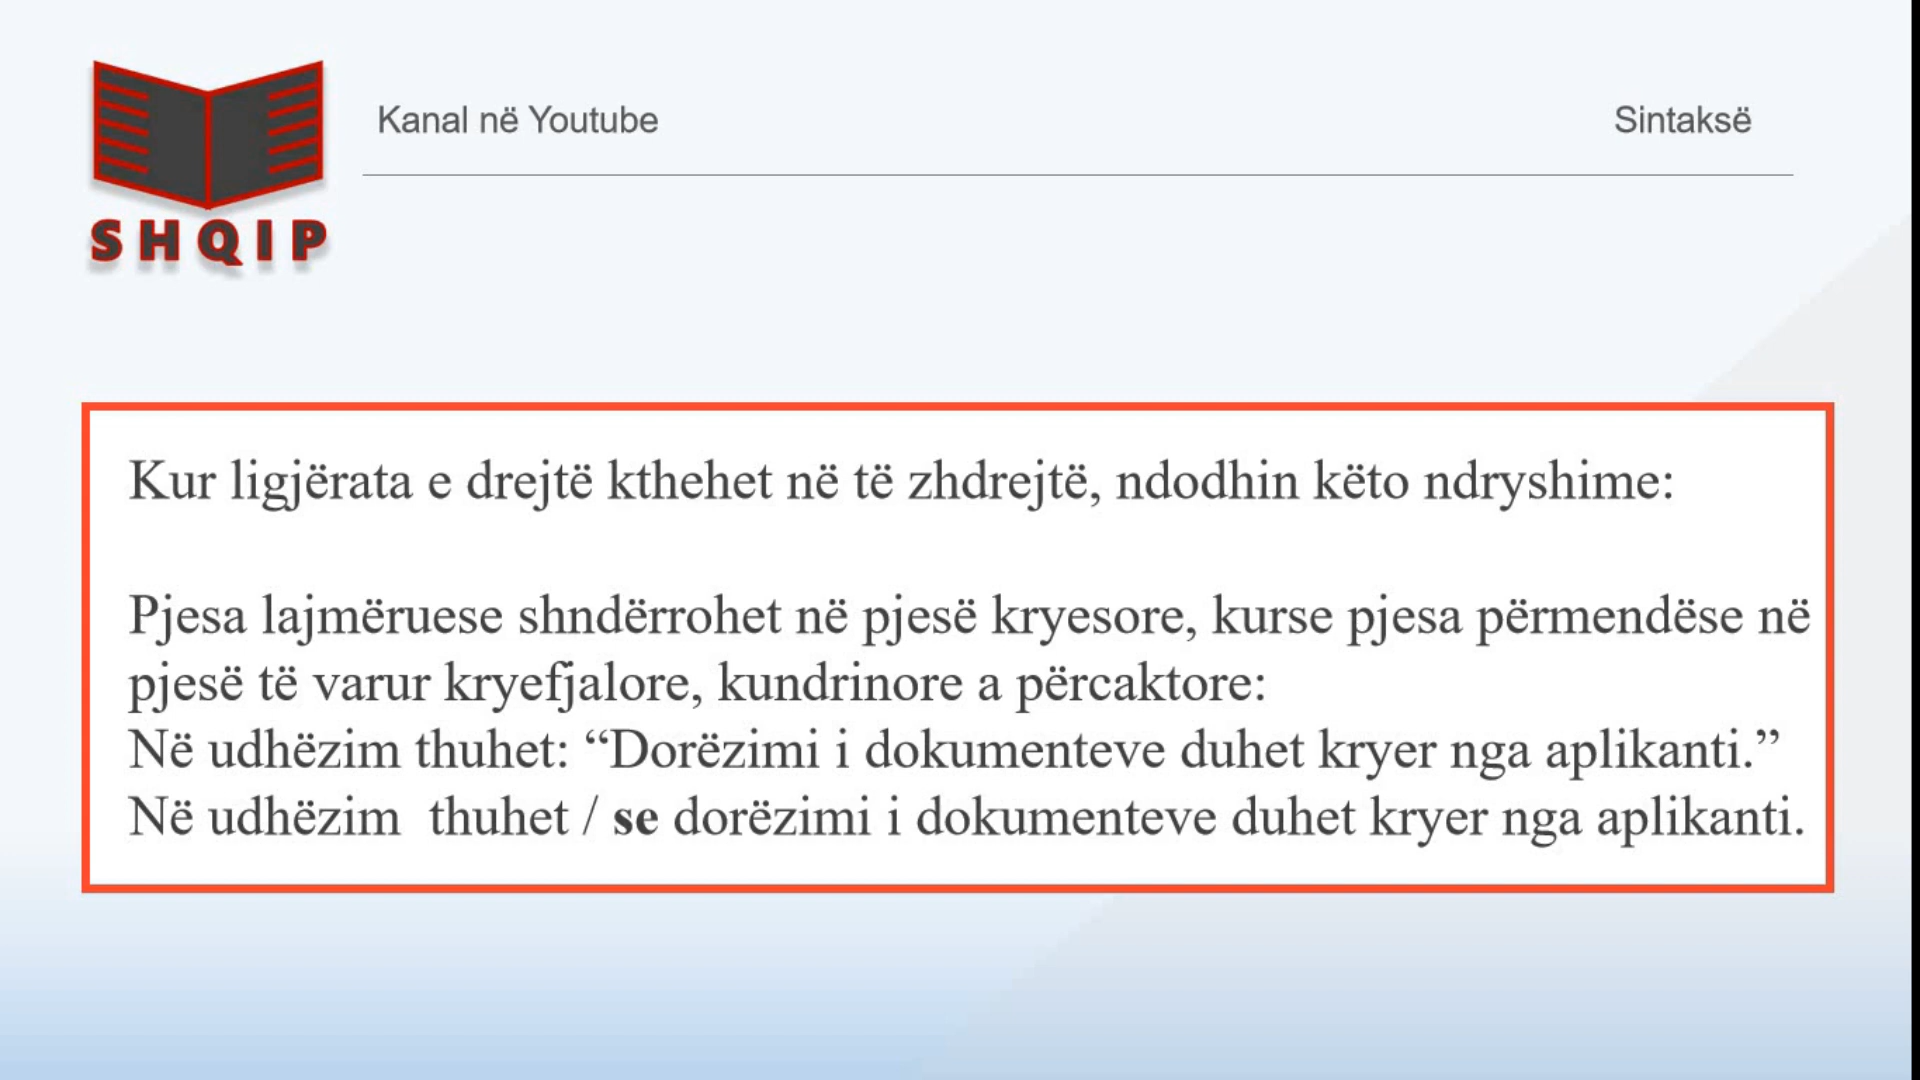 SHQIP
Kanal në Youtube
Sintaksë
Kur ligjërata e drejtë kthehet në të zhdrejtë, ndodhin këto ndryshime:
Pjesa lajmëruese shndërrohet në pjesë kryesore, kurse pjesa përmendëse në
pjesë të varur kryefjalore, kundrinore a përcaktore:
Në udhëzim thuhet: “Dorëzimi i dokumenteve duhet kryer nga aplikanti.”
Në udhëzim  thuhet / se dorëzimi i dokumenteve duhet kryer nga aplikanti.